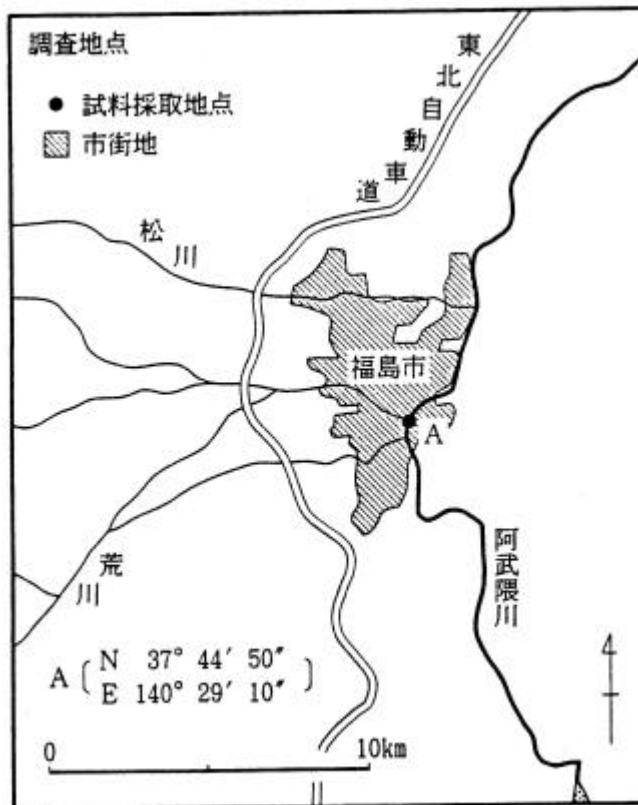 調査地点
● 試料採取地点
市街地
東北自動車道
松川
福島市
A
荒川
阿武隈川
A ( N 37° 44′ 50″
E 140° 29′ 10″ )
0 10km